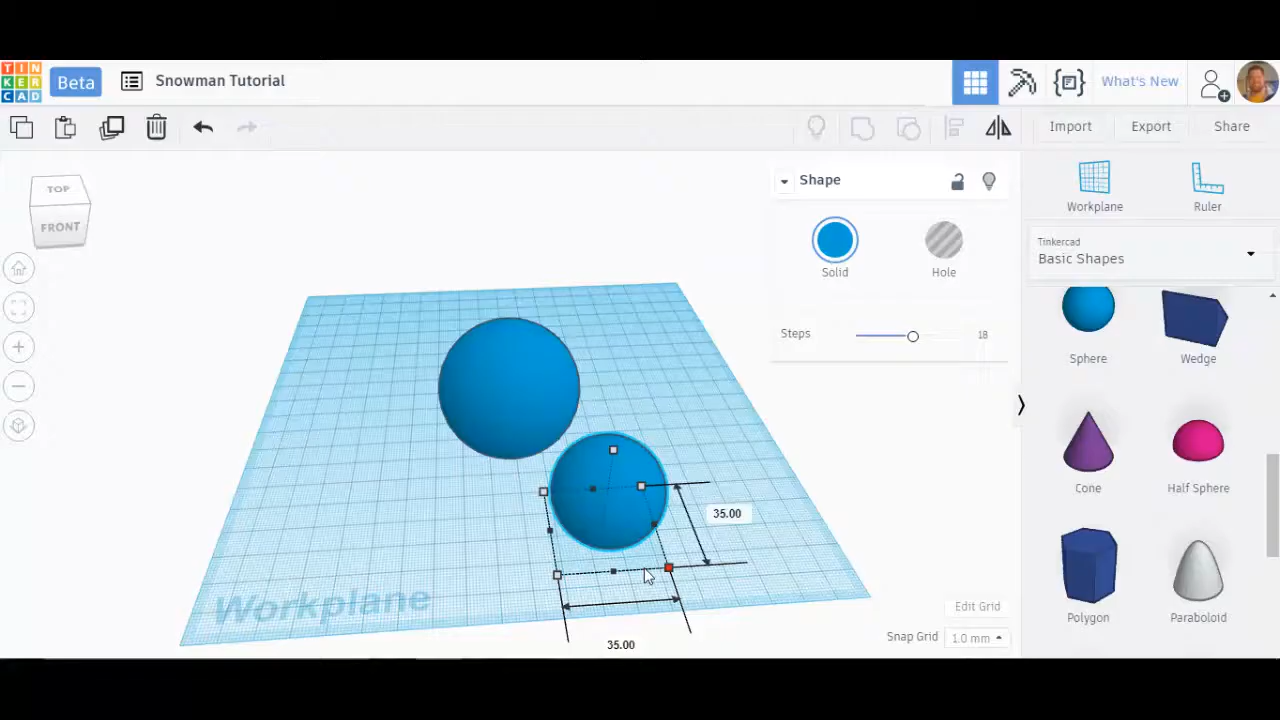 TIN
KER
CAD
Beta
Snowman Tutorial
What's New
Import
Export
Share
TOP
FRONT
Shape
Solid
Hole
Steps
18
Workplane
Ruler
Tinkercad
Basic Shapes
Sphere
Wedge
Cone
Half Sphere
Polygon
Paraboloid
35.00
35.00
Workplane
Edit Grid
Snap Grid
1.0 mm